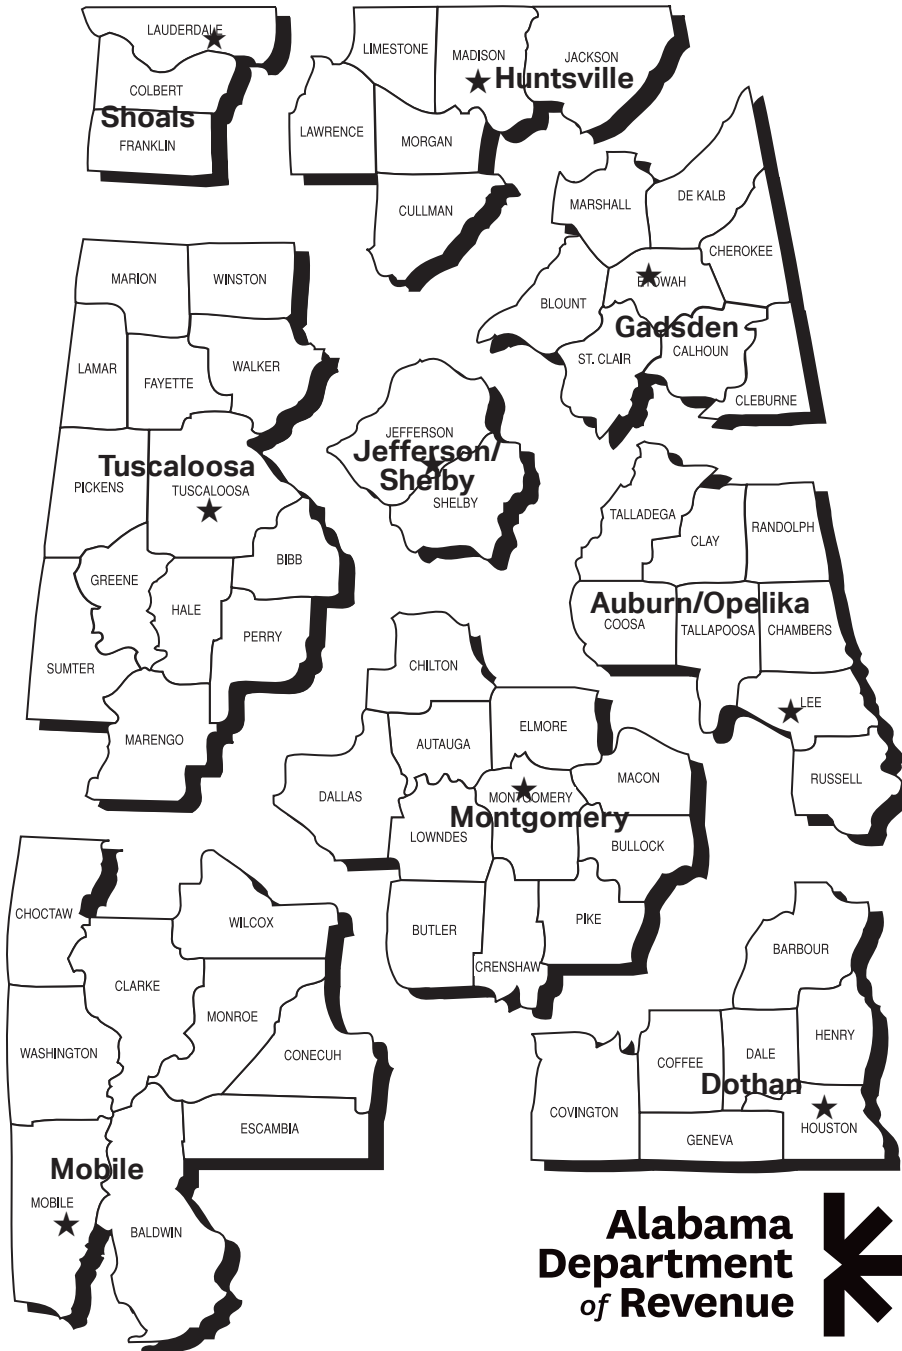 LAUDERDALE
COLBERT
Shoals
FRANKLIN
LIMESTONE
MADISON
JACKSON
Huntsville
LAWRENCE
MORGAN
CULLMAN
MARSHALL
DE KALB
CHEROKEE
ETOWAH
BLOUNT
Gadsden
ST. CLAIR
CALHOUN
CLEBURNE
MARION
WINSTON
LAMAR
FAYETTE
WALKER
Tuscaloosa
PICKENS
TUSCALOOSA
BIBB
GREENE
HALE
PERRY
SUMTER
MARENGO
JEFFERSON
Jefferson/
Shelby
SHELBY
TALLADEGA
CLAY
RANDOLPH
Auburn/Opelika
COOSA
TALLAPOOSA
CHAMBERS
LEE
RUSSELL
CHILTON
ELMORE
AUTAUGA
MACON
DALLAS
MONTGOMERY
Montgomery
LOWNDES
BULLOCK
BUTLER
PIKE
CRENSHAW
CHOCTAW
WILCOX
CLARKE
MONROE
WASHINGTON
CONECUH
ESCAMBIA
Mobile
MOBILE
BALDWIN
BARBOUR
HENRY
DALE
COFFEE
Dothan
COVINGTON
HOUSTON
GENEVA
Alabama
Department
of Revenue